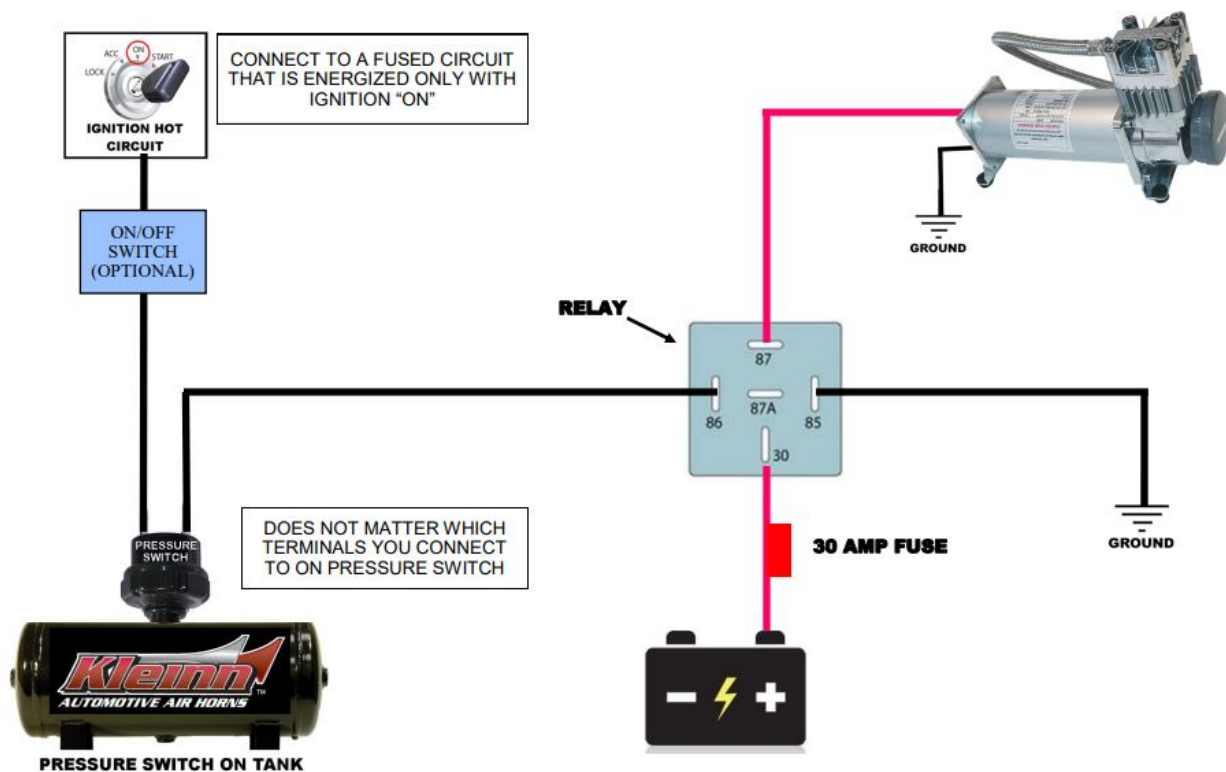 LOCK
ACC
ON
START
IGNITION HOT
CIRCUIT
CONNECT TO A FUSED CIRCUIT
THAT IS ENERGIZED ONLY WITH
IGNITION “ON”
ON/OFF
SWITCH
(OPTIONAL)
GROUND
RELAY
87
86
87A
85
30
PRESSURE
SWITCH
DOES NOT MATTER WHICH
TERMINALS YOU CONNECT
TO ON PRESSURE SWITCH
30 AMP FUSE
GROUND
Kleinn
TM
AUTOMOTIVE AIR HORNS
PRESSURE SWITCH ON TANK